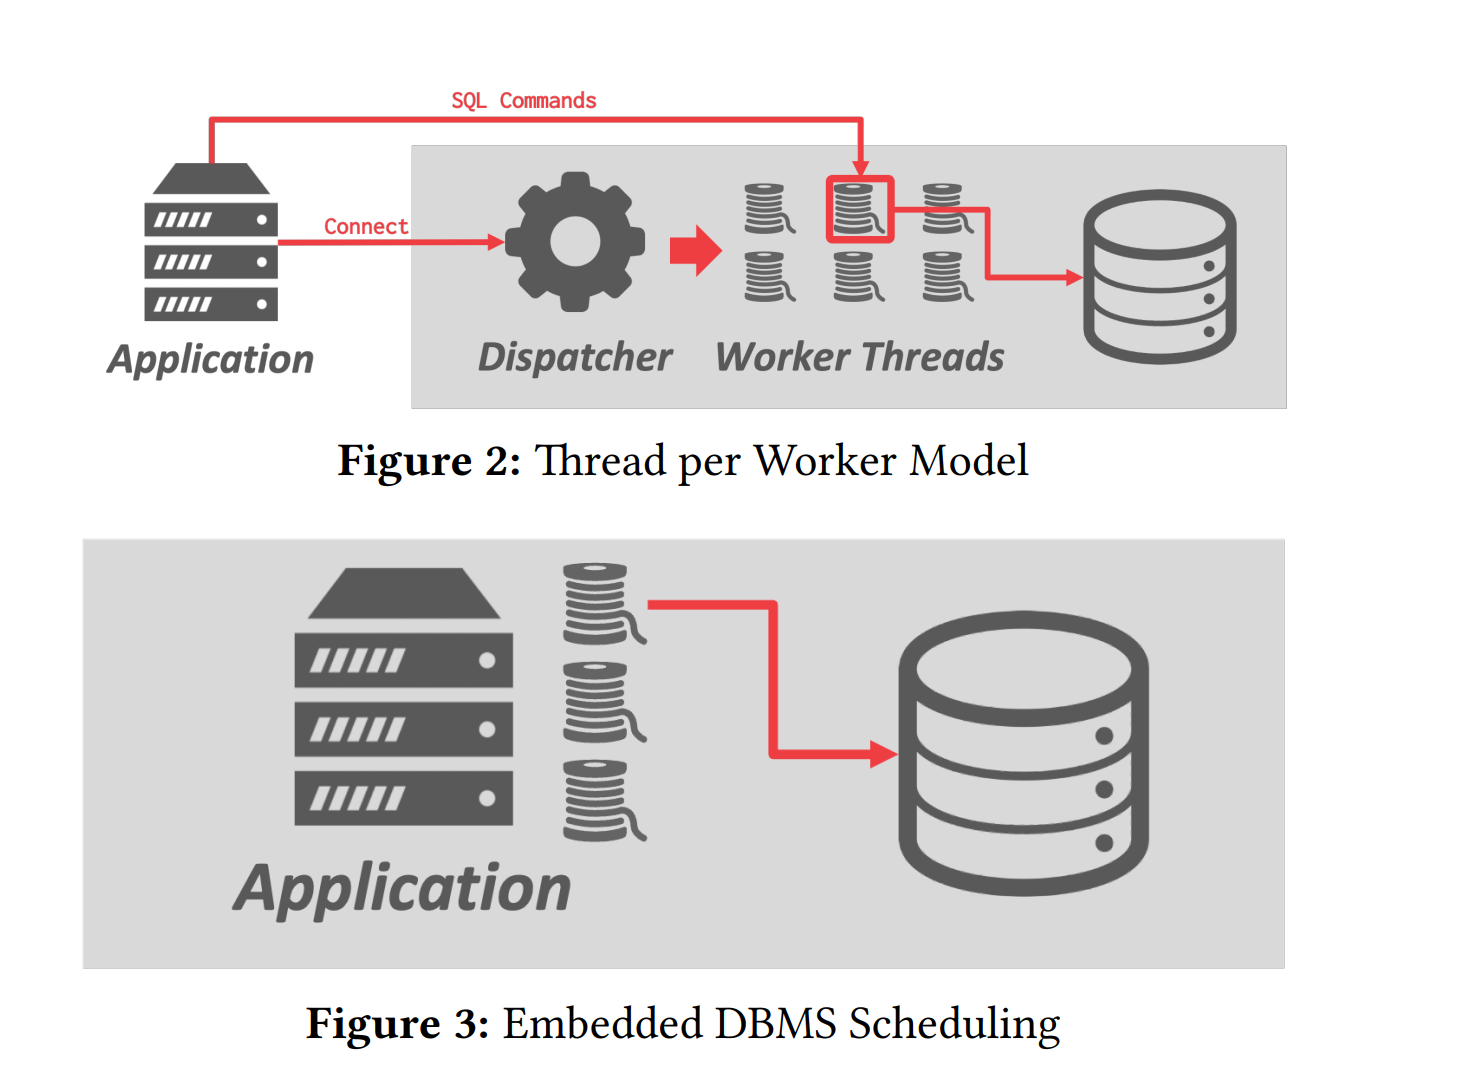 SQL Commands
Connect
Application
Dispatcher
Worker Threads
Figure 2: Thread per Worker Model
Application
Figure 3: Embedded DBMS Scheduling